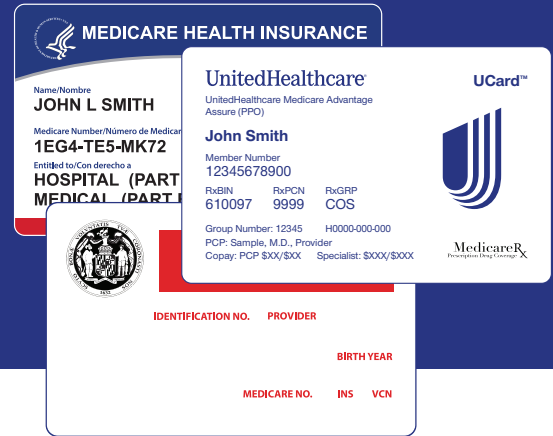 MEDICARE HEALTH INSURANCE
Name/Nombre
JOHN L SMITH
Medicare Number/Número de Medicar
1EG4-TE5-MK72
Entitled to/Con derecho a
HOSPITAL (PART
MEDICAL (PART
UnitedHealthcare®
UCard™
UnitedHealthcare Medicare Advantage
Assure (PPO)
John Smith
Member Number
12345678900
RxBIN RxPCN RxGRP
610097 9999 COS
Group Number: 12345 H0000-000-000
PCP: Sample, M.D., Provider
Copay: PCP $XX/$XX Specialist: $XXX/$XXX
MedicareRx
Prescription Drug Coverage
1632
IDENTIFICATION NO. PROVIDER
BIRTH YEAR
MEDICARE NO. INS VCN